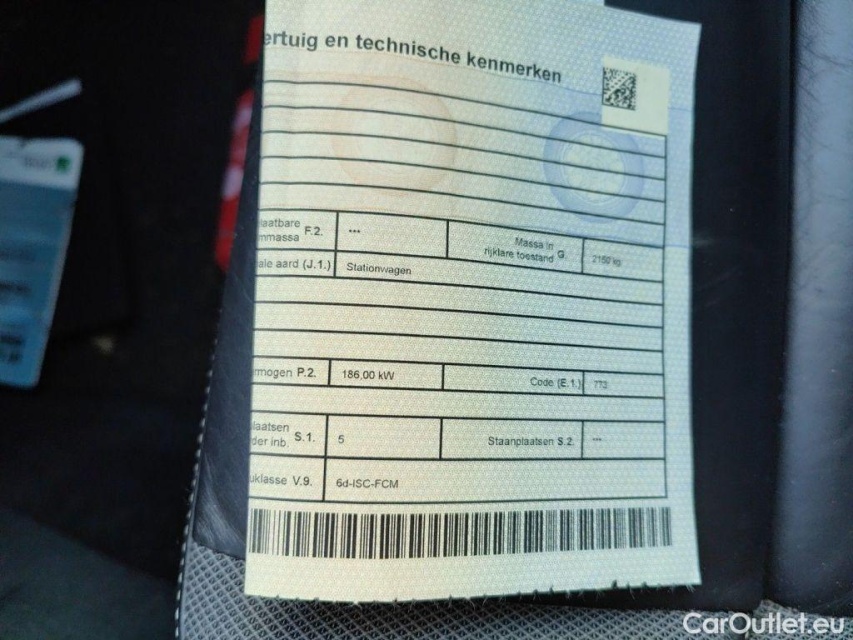 ertuig en technische kenmerken
laatbare
nmassa F.2. *** Massa in
rijklare toestand G. 2150 kg
ale aard (J.1.) Stationwagen
rmogen P.2. 186,00 kW Code (E.1.) 773
laatsen
der inb. S.1. 5 Staanplaatsen S.2. ***
uklasse V.9. 6d-ISC-FCM
CarOutlet.eu